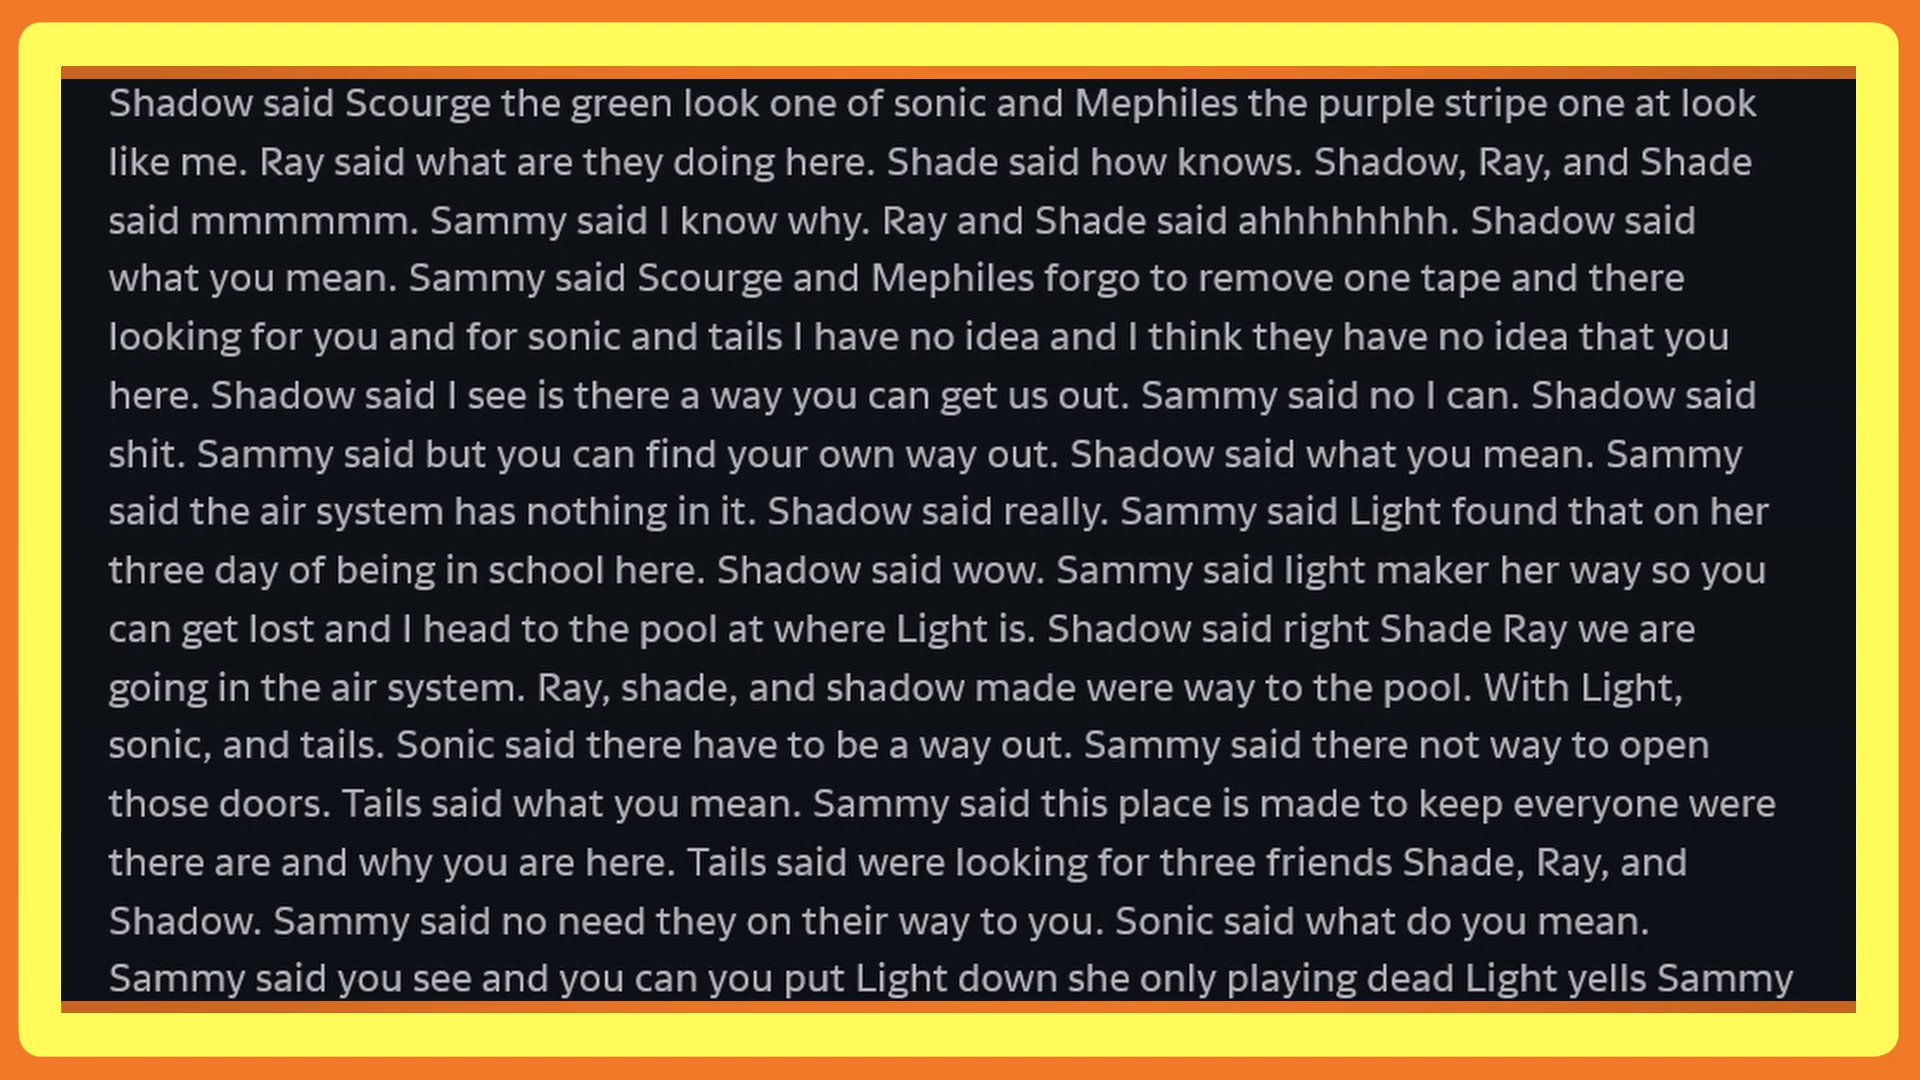 Shadow said Scourge the green look one of sonic and Mephiles the purple stripe one at look
like me. Ray said what are they doing here. Shade said how knows. Shadow, Ray, and Shade
said mmmmmm. Sammy said I know why. Ray and Shade said ahhhhhhhh. Shadow said
what you mean. Sammy said Scourge and Mephiles forgo to remove one tape and there
looking for you and for sonic and tails I have no idea and I think they have no idea that you
here. Shadow said I see is there a way you can get us out. Sammy said no I can. Shadow said
shit. Sammy said but you can find your own way out. Shadow said what you mean. Sammy
said the air system has nothing in it. Shadow said really. Sammy said Light found that on her
three day of being in school here. Shadow said wow. Sammy said light maker her way so you
can get lost and I head to the pool at where Light is. Shadow said right Shade Ray we are
going in the air system. Ray, shade, and shadow made were way to the pool. With Light,
sonic, and tails. Sonic said there have to be a way out. Sammy said there not way to open
those doors. Tails said what you mean. Sammy said this place is made to keep everyone were
there are and why you are here. Tails said were looking for three friends Shade, Ray, and
Shadow. Sammy said no need they on their way to you. Sonic said what do you mean.
Sammy said you see and you can you put Light down she only playing dead Light yells Sammy